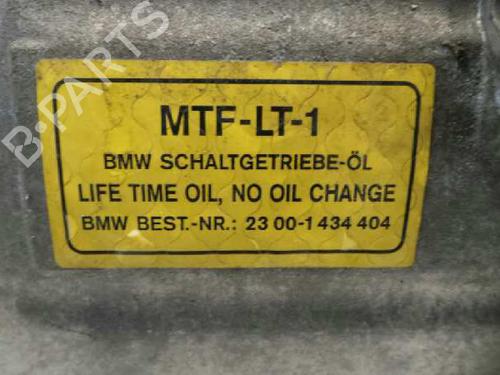 MTF-LT-1
BMW SCHALTGETRIEBE-ÖL
LIFE TIME OIL, NO OIL CHANGE
BMW BEST.-NR.: 23 00-1 434 404
B-PARTS